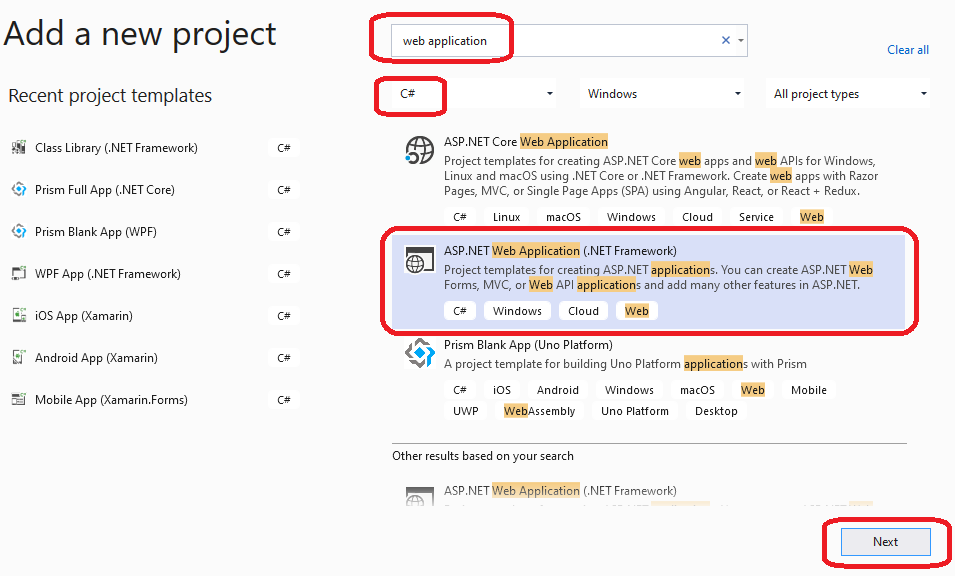 Add a new project
web application
Clear all
Recent project templates
C#
Windows
All project types
Class Library (.NET Framework) C#
Prism Full App (.NET Core) C#
Prism Blank App (WPF) C#
WPF App (.NET Framework) C#
iOS App (Xamarin) C#
Android App (Xamarin) C#
Mobile App (Xamarin.Forms) C#
ASP.NET Core Web Application
Project templates for creating ASP.NET Core web apps and web APIs for Windows,
Linux and macOS using .NET Core or .NET Framework. Create web apps with Razor
Pages, MVC, or Single Page Apps (SPA) using Angular, React, or React + Redux.
C# Linux macOS Windows Cloud Service Web
ASP.NET Web Application (.NET Framework)
Project templates for creating ASP.NET applications. You can create ASP.NET Web
Forms, MVC, or Web API applications and add many other features in ASP.NET.
C# Windows Cloud Web
Prism Blank App (Uno Platform)
A project template for building Uno Platform applications with Prism
C# iOS Android Windows macOS Web Mobile
UWP WebAssembly Uno Platform Desktop
Other results based on your search
ASP.NET Web Application (.NET Framework)
Next